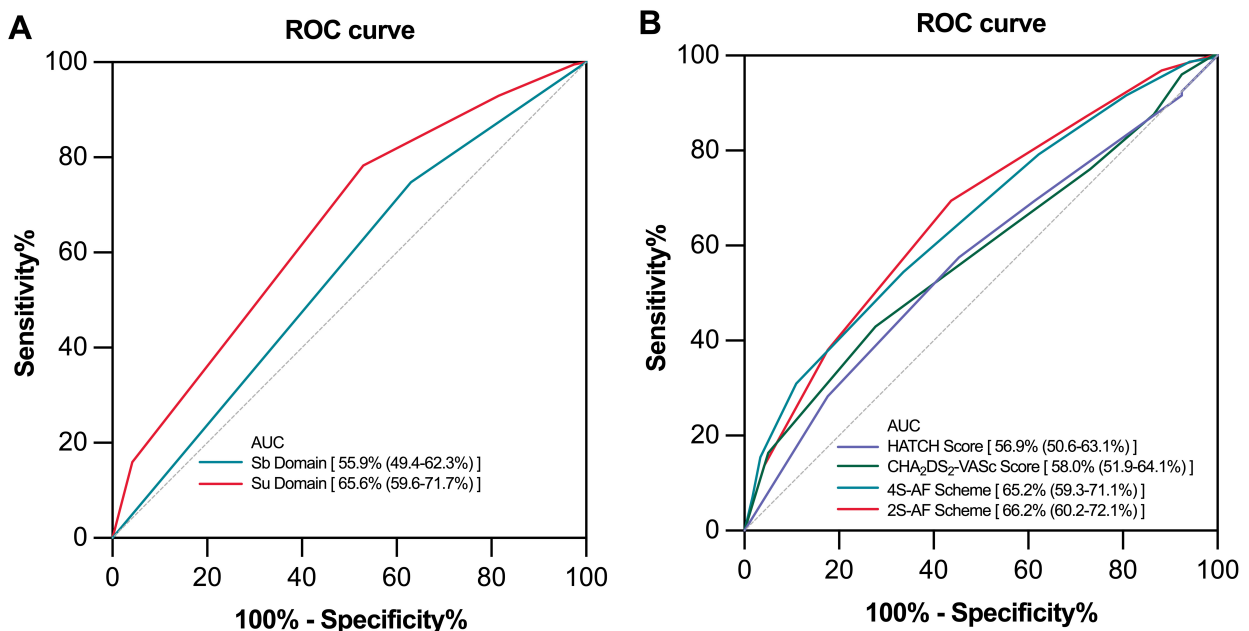 A
ROC curve
100
80
60
40
20
0
Sensitivity%
AUC
Sb Domain [ 55.9% (49.4-62.3%) ]
Su Domain [ 65.6% (59.6-71.7%) ]
0 20 40 60 80 100
100% - Specificity%
B
ROC curve
100
80
60
40
20
0
Sensitivity%
AUC
HATCH Score [ 56.9% (50.6-63.1%) ]
CHA₂DS₂-VASc Score [ 58.0% (51.9-64.1%) ]
4S-AF Scheme [ 65.2% (59.3-71.1%) ]
2S-AF Scheme [ 66.2% (60.2-72.1%) ]
0 20 40 60 80 100
100% - Specificity%